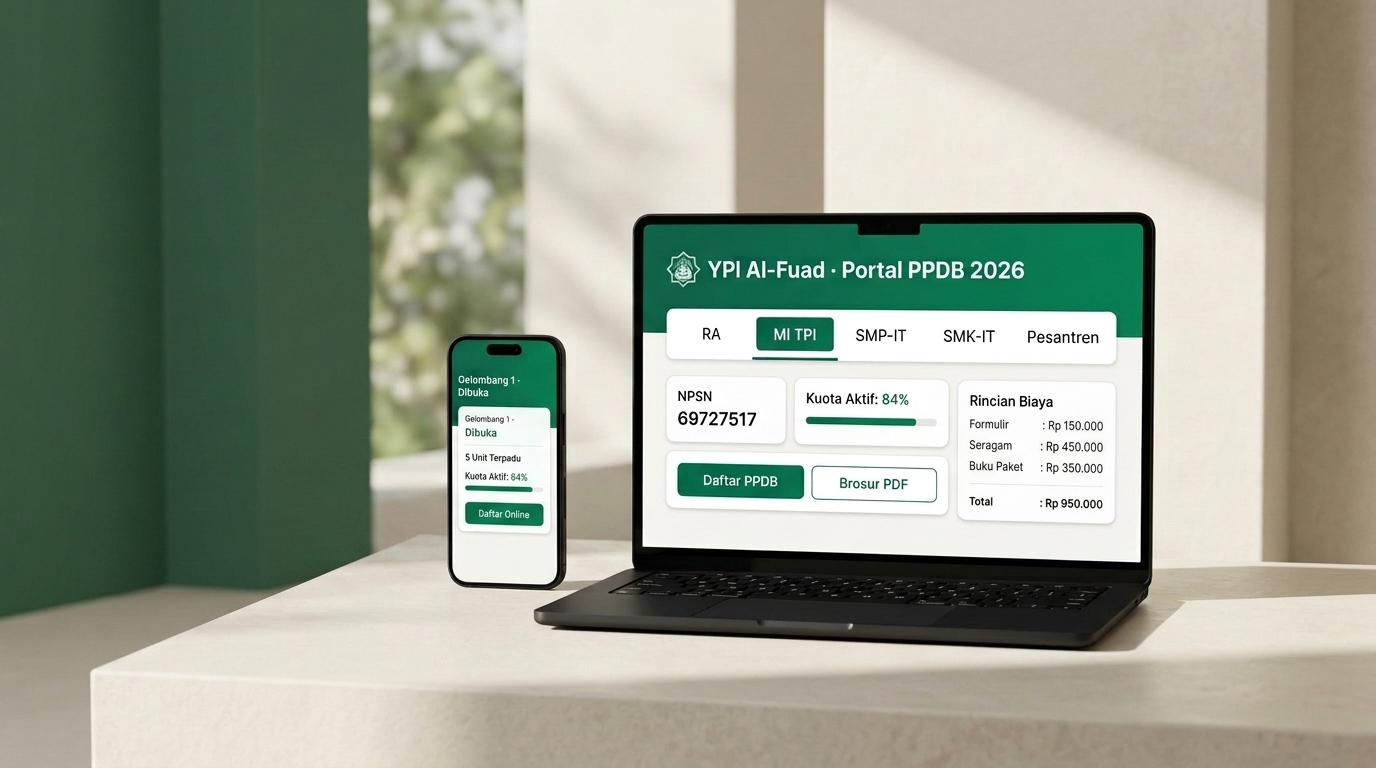 Gelombang 1 ·
Dibuka
Gelombang 1 ·
Dibuka
5 Unit Terpadu
Kuota Aktif: 84%
Daftar Online
YPI Al-Fuad · Portal PPDB 2026
RA
MI TPI
SMP-IT
SMK-IT
Pesantren
NPSN
69727517
Kuota Aktif: 84%
Daftar PPDB
Brosur PDF
Rincian Biaya
Formulir : Rp 150.000
Seragam : Rp 450.000
Buku Paket : Rp 350.000
Total : Rp 950.000